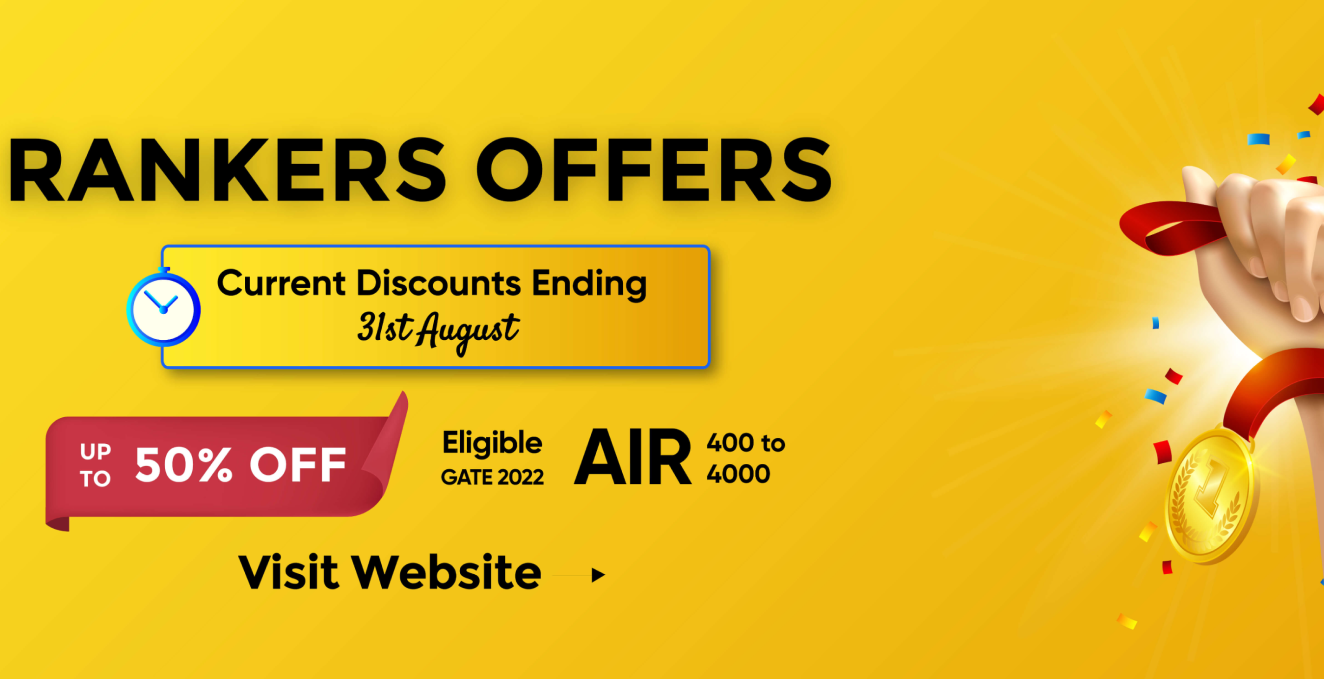 RANKERS OFFERS
Current Discounts Ending
31st August
UP
TO
50% OFF
Eligible
GATE 2022
AIR
400 to
4000
Visit Website
1